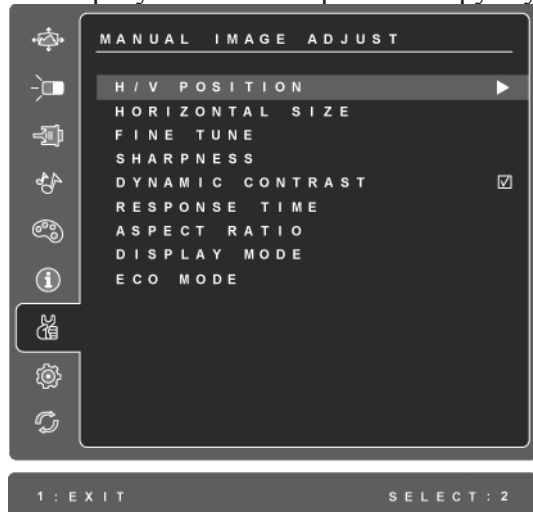 MANUAL IMAGE ADJUST
H/V POSITION
HORIZONTAL SIZE
FINE TUNE
SHARPNESS
DYNAMIC CONTRAST
RESPONSE TIME
ASPECT RATIO
DISPLAY MODE
ECO MODE
1:EXIT SELECT:2